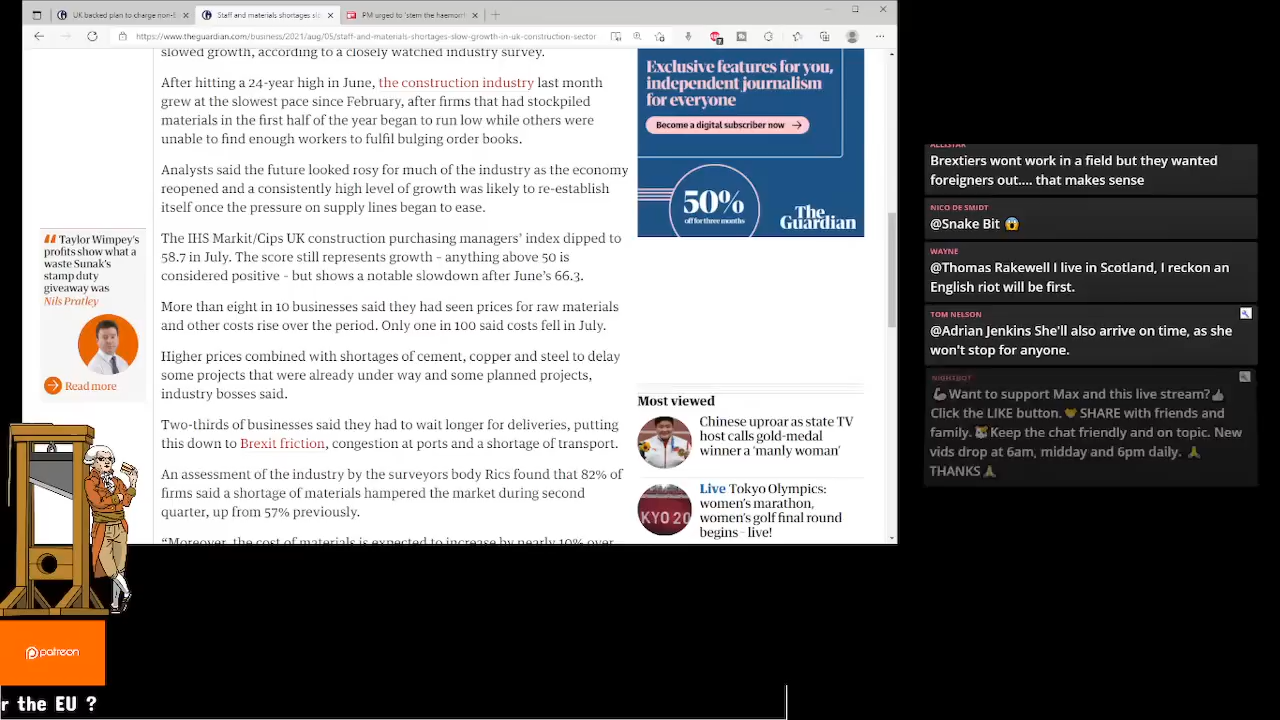 UK backed plan to charge non-S
Staff and materials shortages slo
PM urged to 'stem the haemorr
https://www.theguardian.com/business/2021/aug/05/staff-and-materials-shortages-slow-growth-in-uk-construction-sector
slowed growth, according to a closely watched industry survey.
After hitting a 24-year high in June, the construction industry last month
grew at the slowest pace since February, after firms that had stockpiled
materials in the first half of the year began to run low while others were
unable to find enough workers to fulfil bulging order books.
Analysts said the future looked rosy for much of the industry as the economy
reopened and a consistently high level of growth was likely to re-establish
itself once the pressure on supply lines began to ease.
The IHS Markit/Cips UK construction purchasing managers' index dipped to
58.7 in July. The score still represents growth – anything above 50 is
considered positive – but shows a notable slowdown after June's 66.3.
More than eight in 10 businesses said they had seen prices for raw materials
and other costs rise over the period. Only one in 100 said costs fell in July.
Higher prices combined with shortages of cement, copper and steel to delay
some projects that were already under way and some planned projects,
industry bosses said.
Two-thirds of businesses said they had to wait longer for deliveries, putting
this down to Brexit friction, congestion at ports and a shortage of transport.
An assessment of the industry by the surveyors body Rics found that 82% of
firms said a shortage of materials hampered the market during second
quarter, up from 57% previously.
“Moreover, the cost of materials is expected to increase by nearly 10% over
Taylor Wimpey's
profits show what a
waste Sunak's
stamp duty
giveaway was
Nils Pratley
Read more
Exclusive features for you,
independent journalism
for everyone
Become a digital subscriber now
50%
off for three months
The
Guardian
Most viewed
Chinese uproar as state TV
host calls gold-medal
winner a 'manly woman'
Live Tokyo Olympics:
women's marathon,
women's golf final round
begins – live!
KYO 20
ALLISTAR
Brextiers wont work in a field but they wanted
foreigners out.... that makes sense
NICO DE SMIDT
@Snake Bit 😱
WAYNE
@Thomas Rakewell I live in Scotland, I reckon an
English riot will be first.
TOM NELSON
@Adrian Jenkins She'll also arrive on time, as she
won't stop for anyone.
NIGHTBOT
Want to support Max and this live stream?
Click the LIKE button. SHARE with friends and
family. Keep the chat friendly and on topic. New
vids drop at 6am, midday and 6pm daily.
THANKS
patreon
r the EU ?